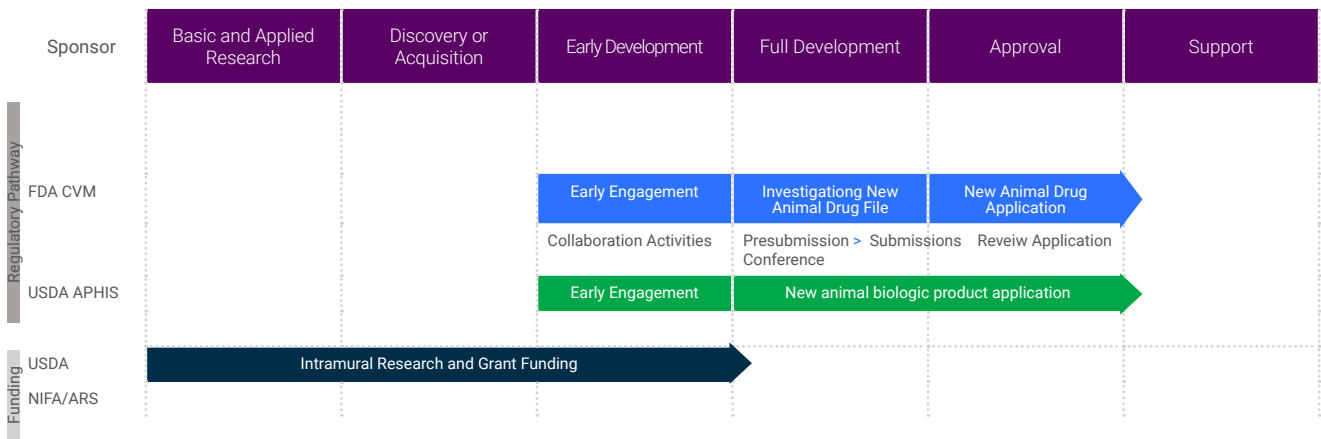 Sponsor
Basic and Applied
Research
Discovery or
Acquisition
Early Development
Full Development
Approval
Support
Regulatory Pathway
FDA CVM
Early Engagement
Investigationg New
Animal Drug File
New Animal Drug
Application
Collaboration Activities
Presubmission > Submissions
Conference
Reveiw Application
USDA APHIS
Early Engagement
New animal biologic product application
Funding
USDA
Intramural Research and Grant Funding
NIFA/ARS